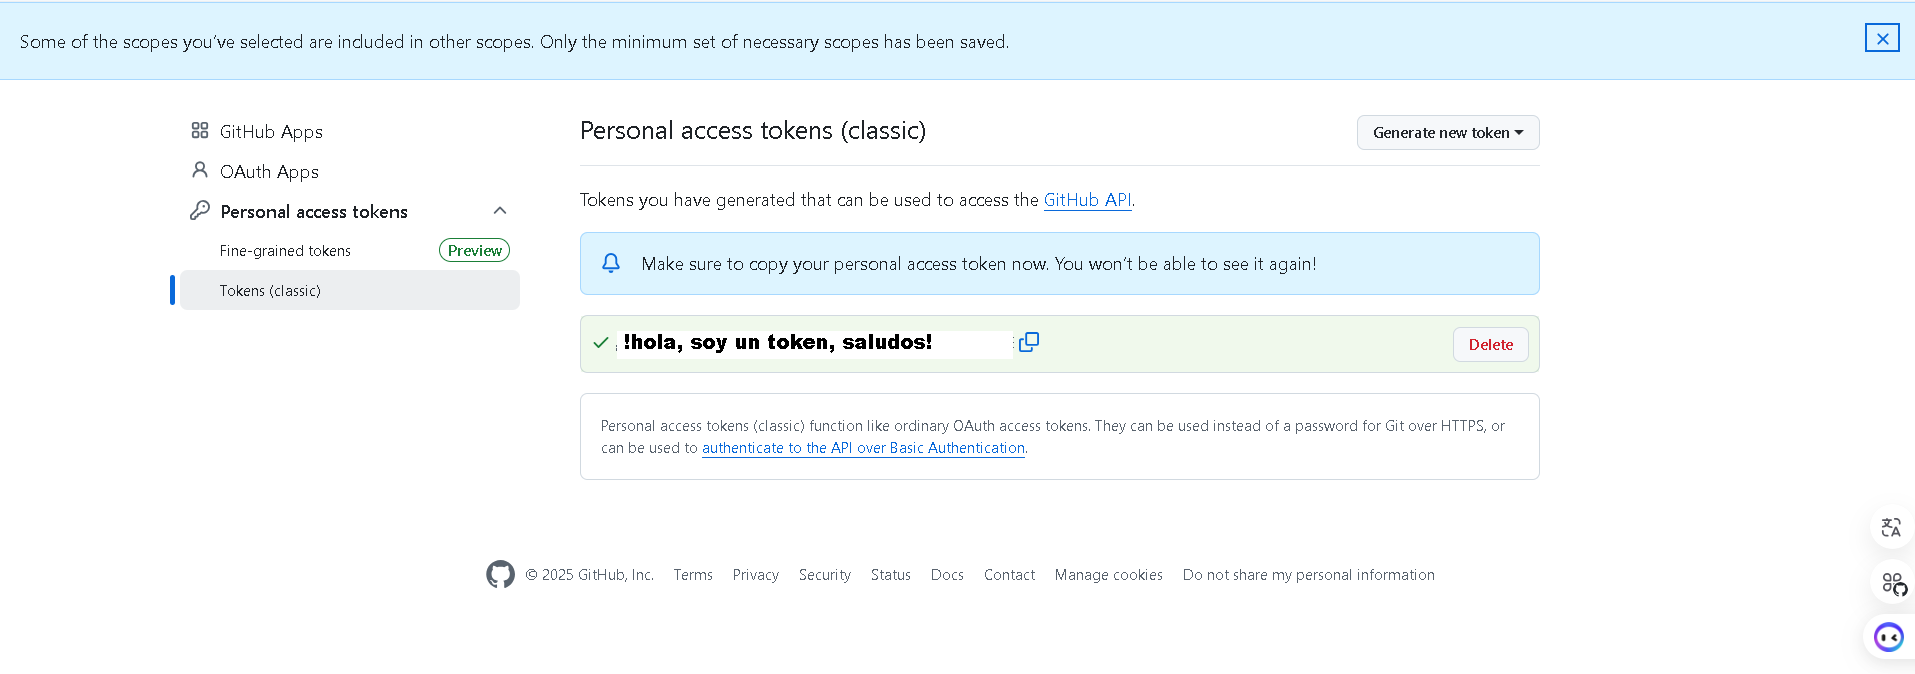 Some of the scopes you've selected are included in other scopes. Only the minimum set of necessary scopes has been saved.
GitHub Apps
OAuth Apps
Personal access tokens
Fine-grained tokens
Preview
Tokens (classic)
Personal access tokens (classic)
Generate new token
Tokens you have generated that can be used to access the GitHub API.
Make sure to copy your personal access token now. You won't be able to see it again!
!hola, soy un token, saludos!
Delete
Personal access tokens (classic) function like ordinary OAuth access tokens. They can be used instead of a password for Git over HTTPS, or
can be used to authenticate to the API over Basic Authentication.
© 2025 GitHub, Inc. Terms Privacy Security Status Docs Contact Manage cookies Do not share my personal information